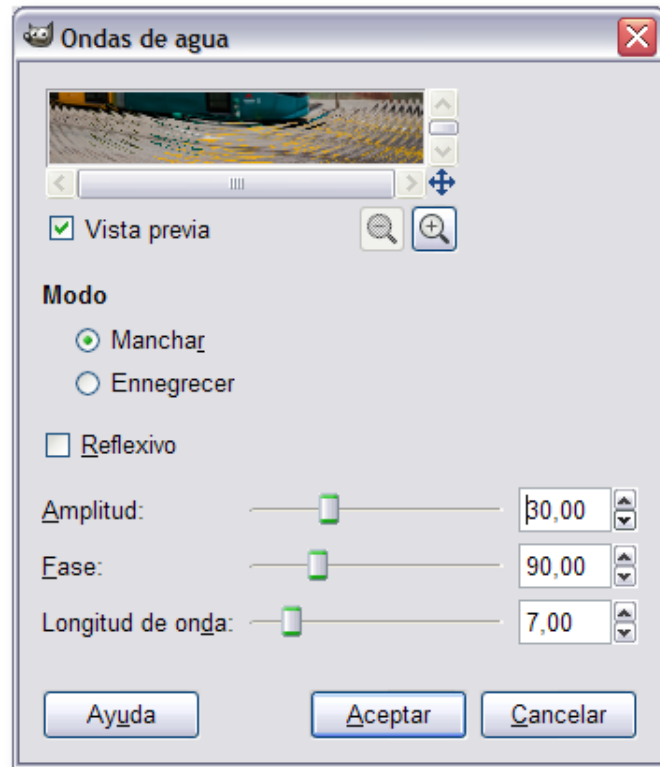 Ondas de agua
Vista previa
Modo
Manchar
Ennegrecer
Reflexivo
Amplitud: 30,00
Fase: 90,00
Longitud de onda: 7,00
Ayuda Aceptar Cancelar